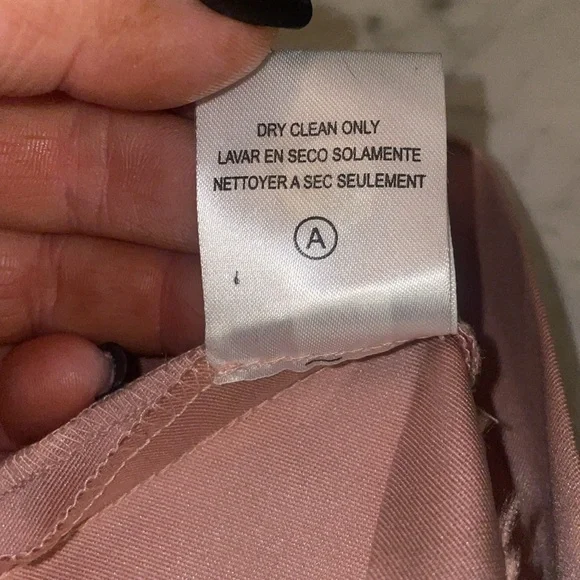 DRY CLEAN ONLY
LAVAR EN SECO SOLAMENTE
NETTOYER A SEC SEULEMENT
A